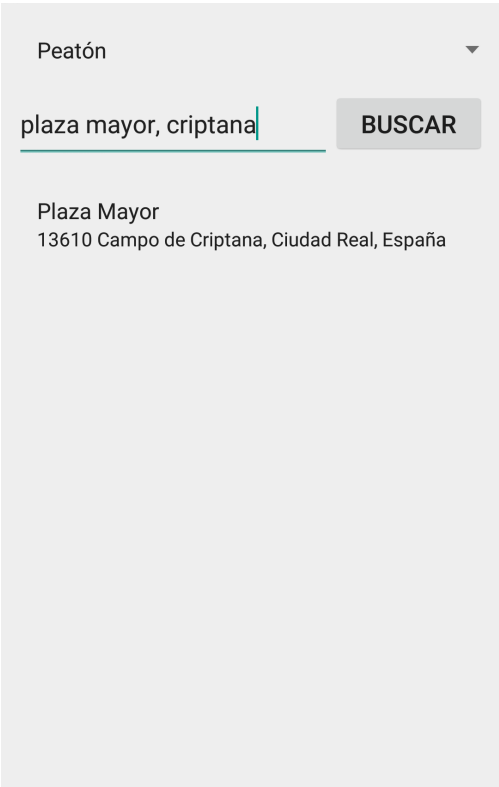 Peatón
plaza mayor, criptana
BUSCAR
Plaza Mayor
13610 Campo de Criptana, Ciudad Real, España